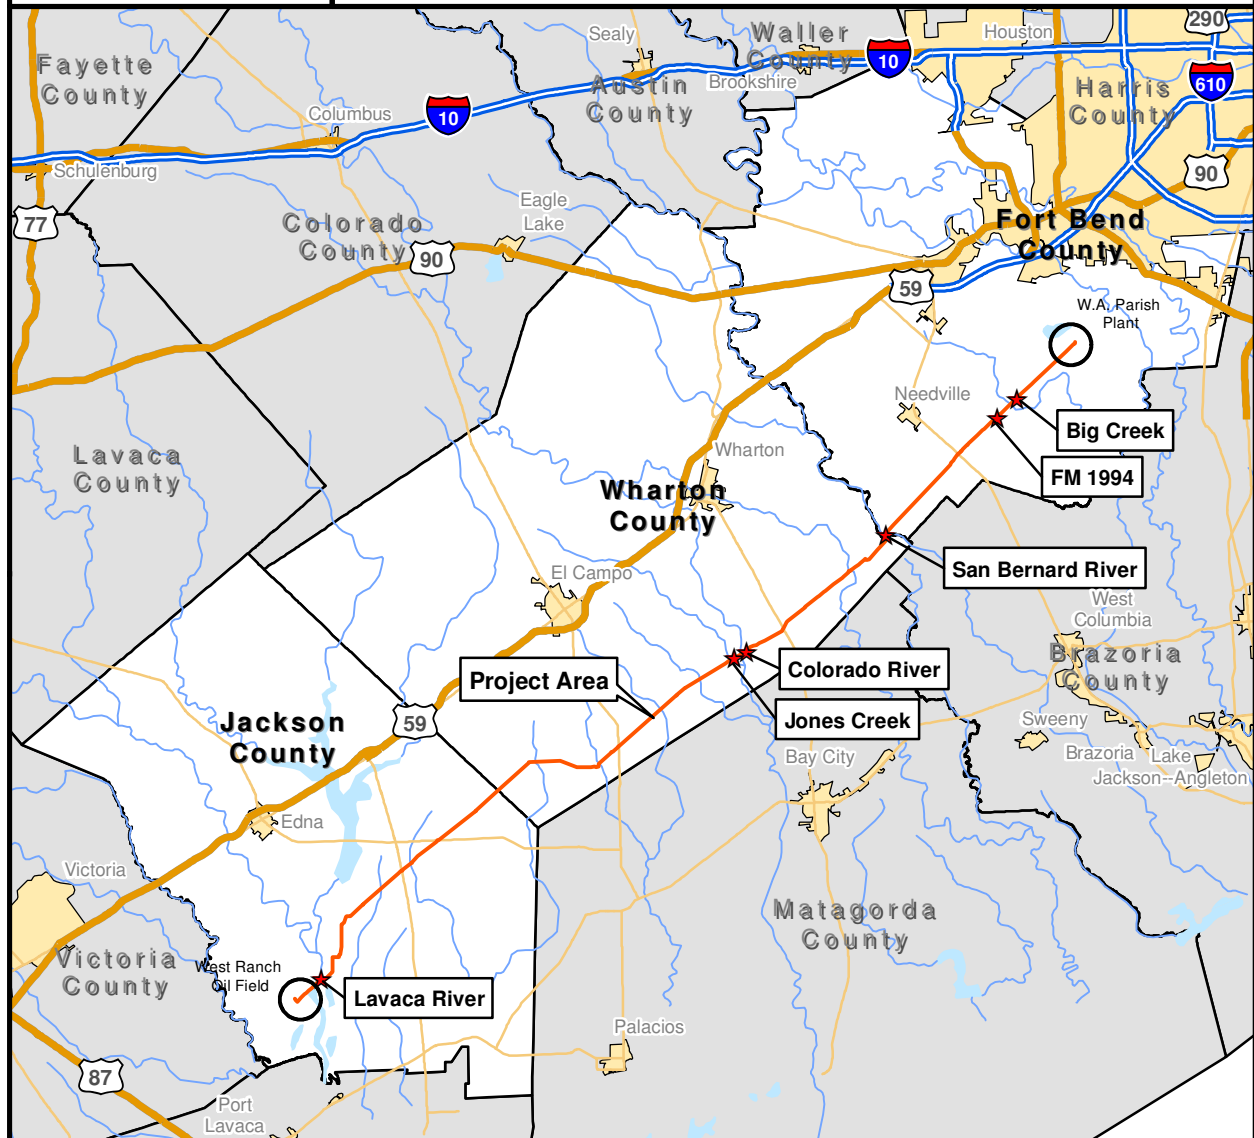 290
Sealy
Waller
County
Houston
10
Fayette
County
Austin
County
Brookshire
Harris
County
610
Columbus
10
Schulenburg
90
77
Eagle
Lake
Colorado
County
90
Fort Bend
County
59
W.A. Parish
Plant
Needville
Big Creek
Lavaca
County
Wharton
FM 1994
Wharton
County
San Bernard River
El Campo
West
Columbia
Brazoria
County
Colorado River
Project Area
Jones Creek
59
Jackson
County
Sweeny
Bay City
Brazoria
Lake
Jackson--Angleton
Edna
Victoria
Matagorda
County
Victoria
County
West Ranch
Oil Field
Lavaca River
Palacios
87
Port
Lavaca